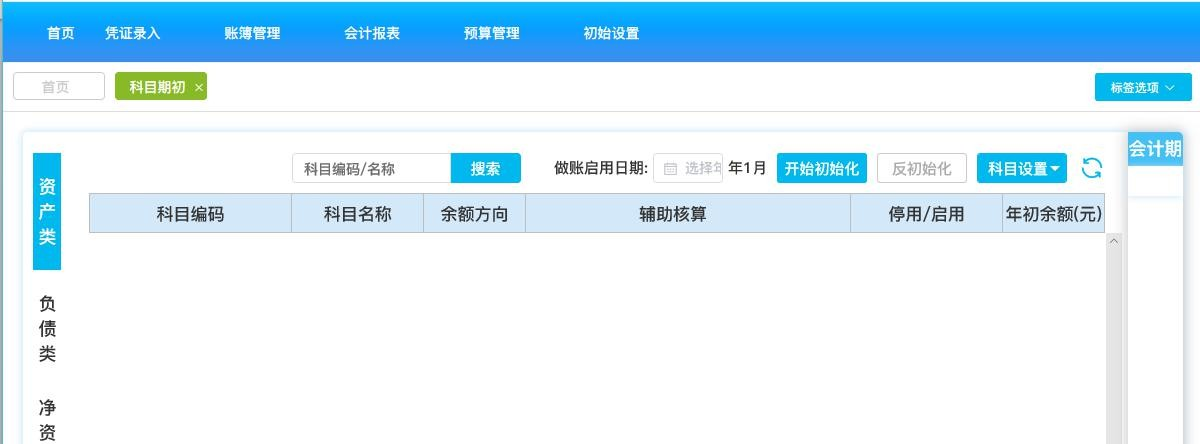 首页 凭证录入 账簿管理 会计报表 预算管理 初始设置
首页 科目期初 × 标签选项
会计期
资产类
科目编码/名称 搜索 做账启用日期: 选择年 年1月 开始初始化 反初始化 科目设置
科目编码 科目名称 余额方向 辅助核算 停用/启用 年初余额(元)
负债类
净资